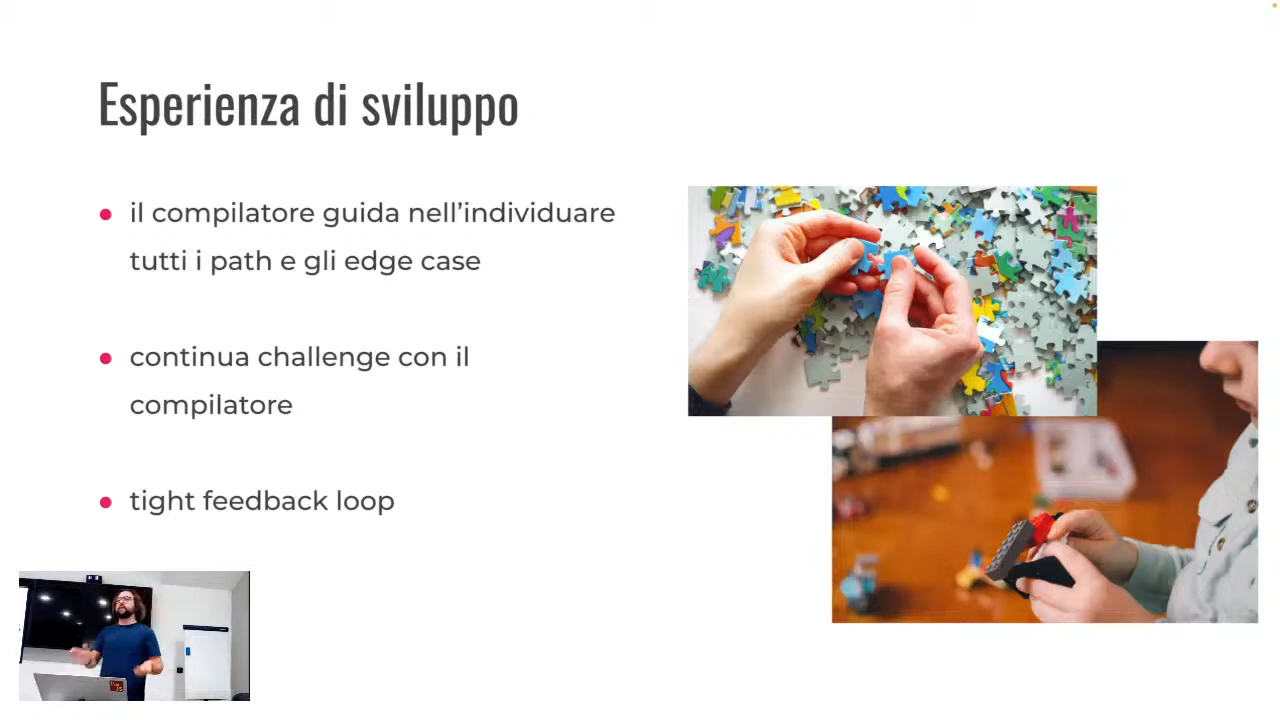 Esperienza di sviluppo
il compilatore guida nell’individuare
tutti i path e gli edge case
continua challenge con il
compilatore
tight feedback loop